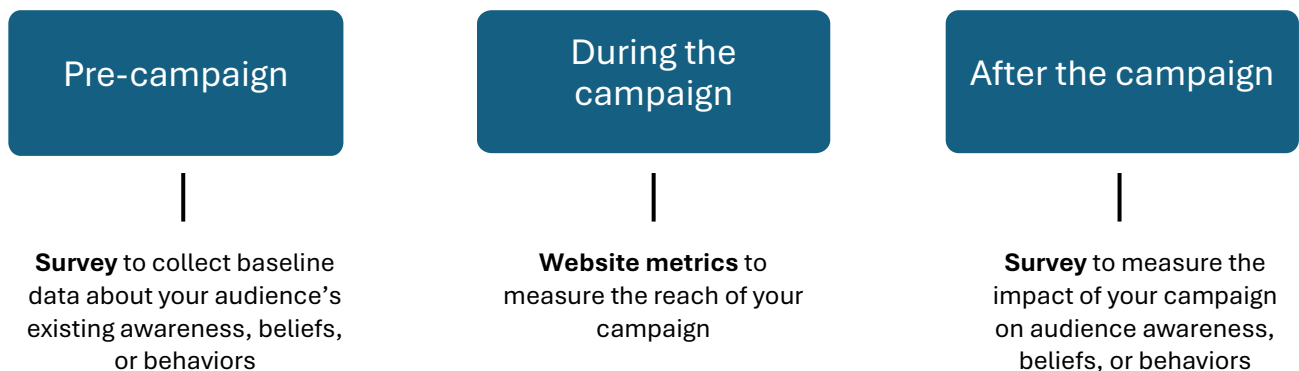 Pre-campaign
Survey to collect baseline
data about your audience’s
existing awareness, beliefs,
or behaviors
During the
campaign
Website metrics to
measure the reach of your
campaign
After the campaign
Survey to measure the
impact of your campaign
on audience awareness,
beliefs, or behaviors